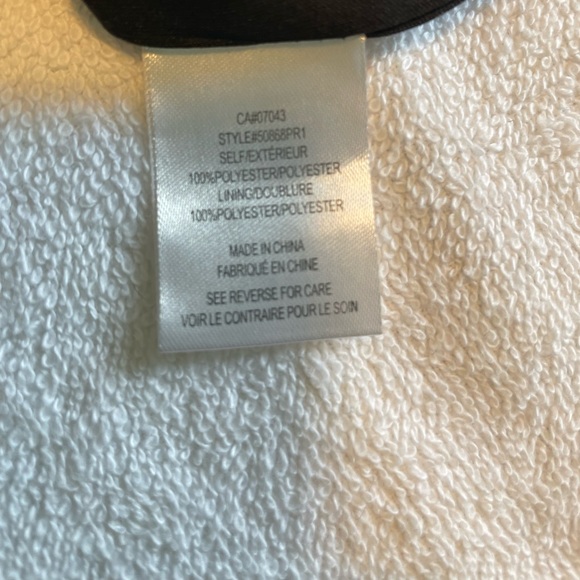 CA#07043
STYLE#50868PR1
SELF/EXTÉRIEUR
100%POLYESTER/POLYESTER
LINING/DOUBLURE
100%POLYESTER/POLYESTER
MADE IN CHINA
FABRIQUÉ EN CHINE
SEE REVERSE FOR CARE
VOIR LE CONTRAIRE POUR LE SOIN